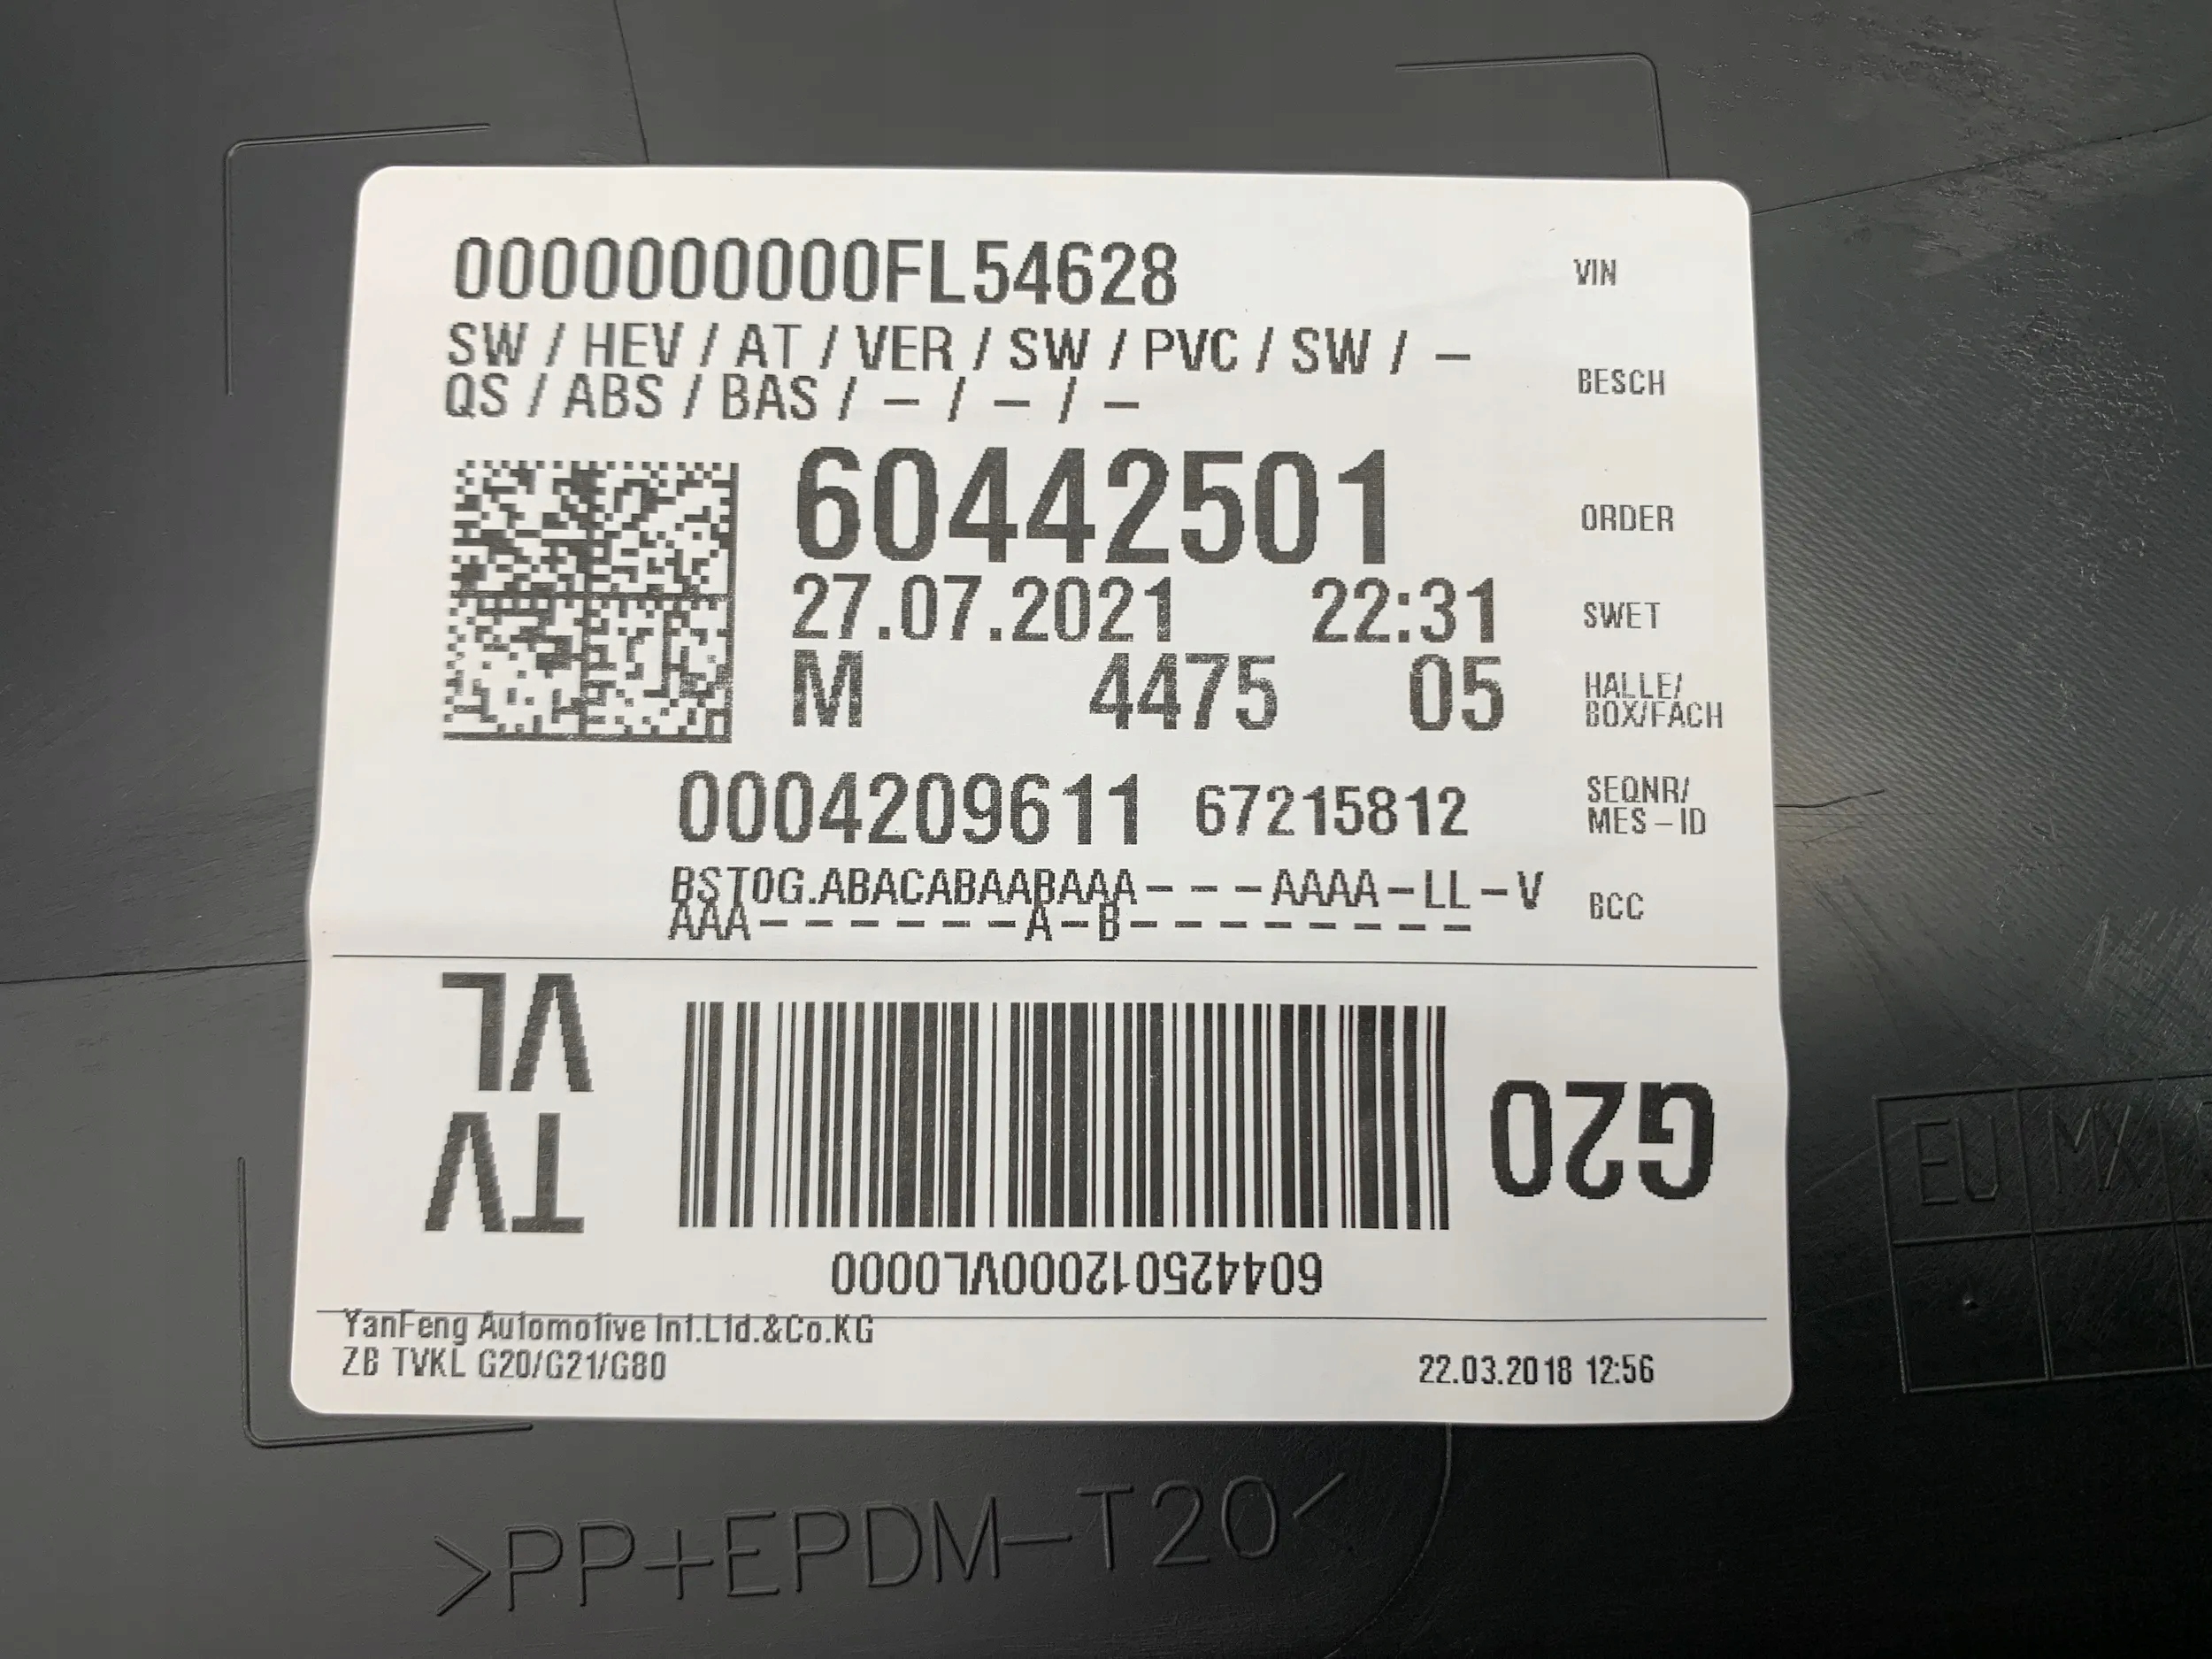 0000000000FL54628 VIN
SW / HEV / AT / VER / SW / PVC / SW / –
QS / ABS / BAS / – / – / –
BESCH
60442501 ORDER
27.07.2021 22:31 SWET
M 4475 05 HALLE/
BOX/FACH
0004209611 67215812 SEQNR/
MES-ID
BST0G.ABACABAABAAA---AAAA-LL-V
AAA------A-B--------
BCC
TV VL
G20
604425012000VL0000
YanFeng Automotive Int.Ltd.&Co.KG
ZB TVKL G20/G21/G80 22.03.2018 12:56
EU MX
>PP+EPDM-T20<